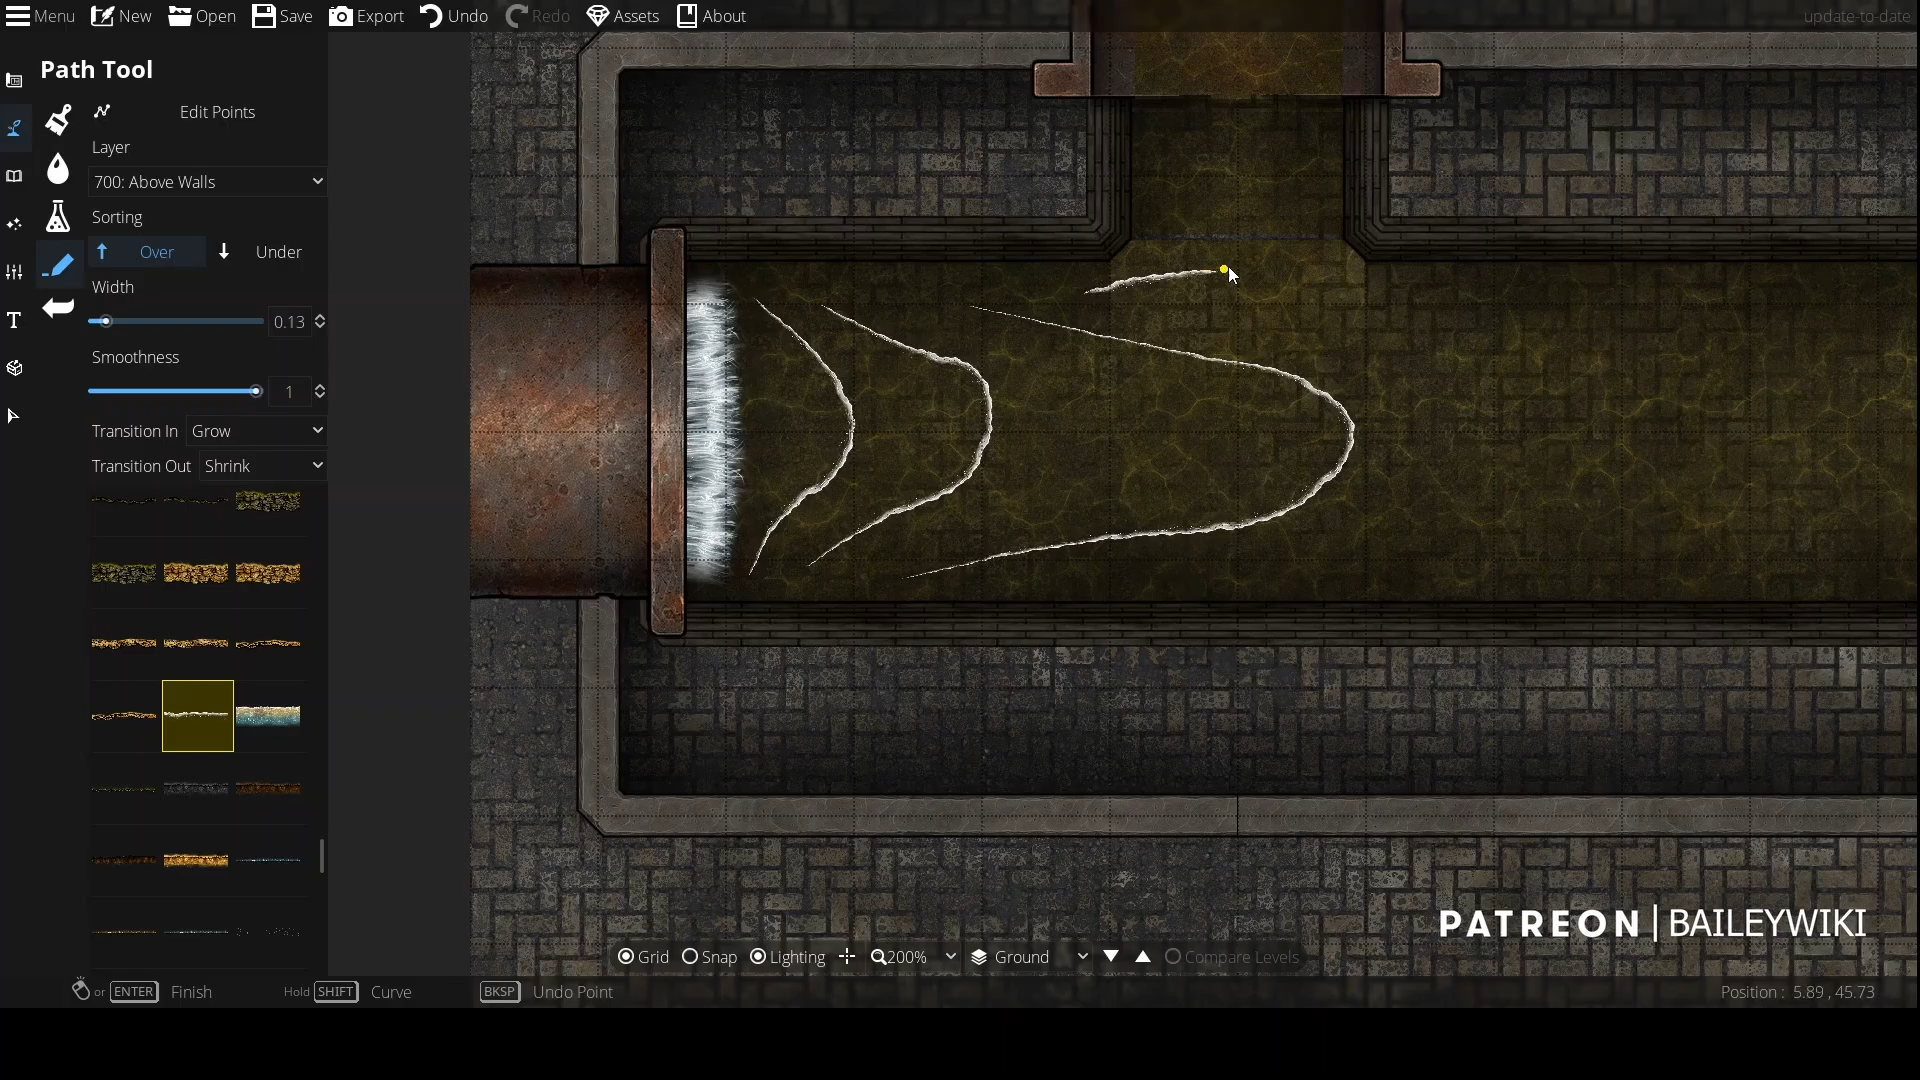 Menu New Open Save Export Undo Redo Assets About update-to-date
Path Tool
Edit Points
Layer
700: Above Walls
Sorting
Over Under
Width
0.13
Smoothness
1
Transition In Grow
Transition Out Shrink
PATREON | BAILEYWIKI
Grid Snap Lighting 200% Ground Compare Levels
or ENTER Finish Hold SHIFT Curve BKSP Undo Point Position : 5.89 , 45.73